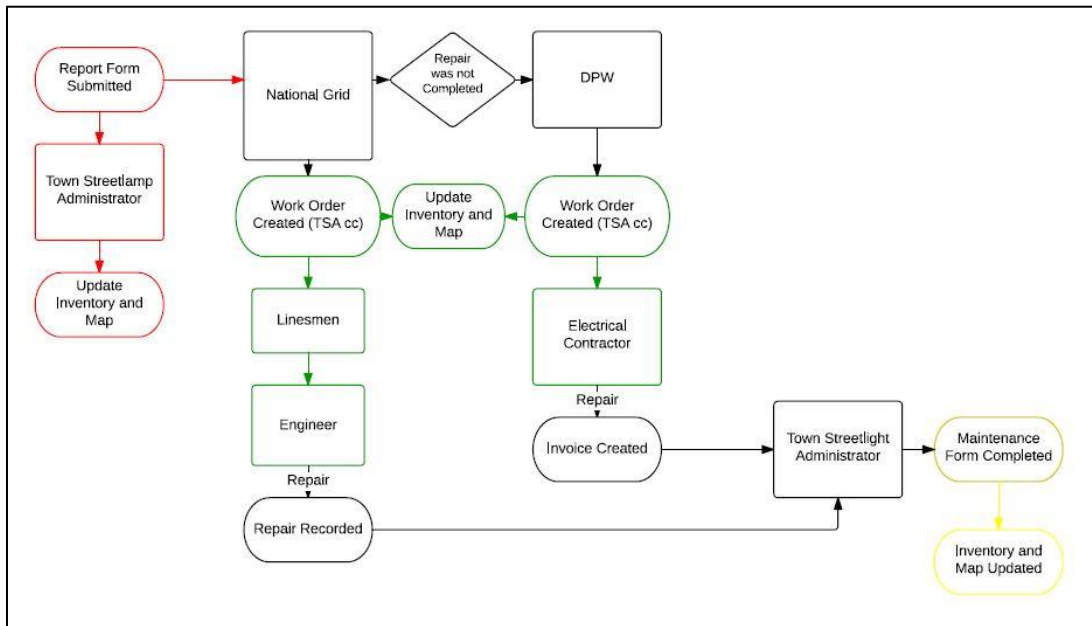 Report Form
Submitted
National Grid
Repair
was not
Completed
DPW
Town Streetlamp
Administrator
Work Order
Created (TSA cc)
Update
Inventory and
Map
Work Order
Created (TSA cc)
Update
Inventory and
Map
Linesmen
Electrical
Contractor
Engineer
Repair
Invoice Created
Town Streetlight
Administrator
Maintenance
Form Completed
Repair
Repair Recorded
Inventory and
Map Updated